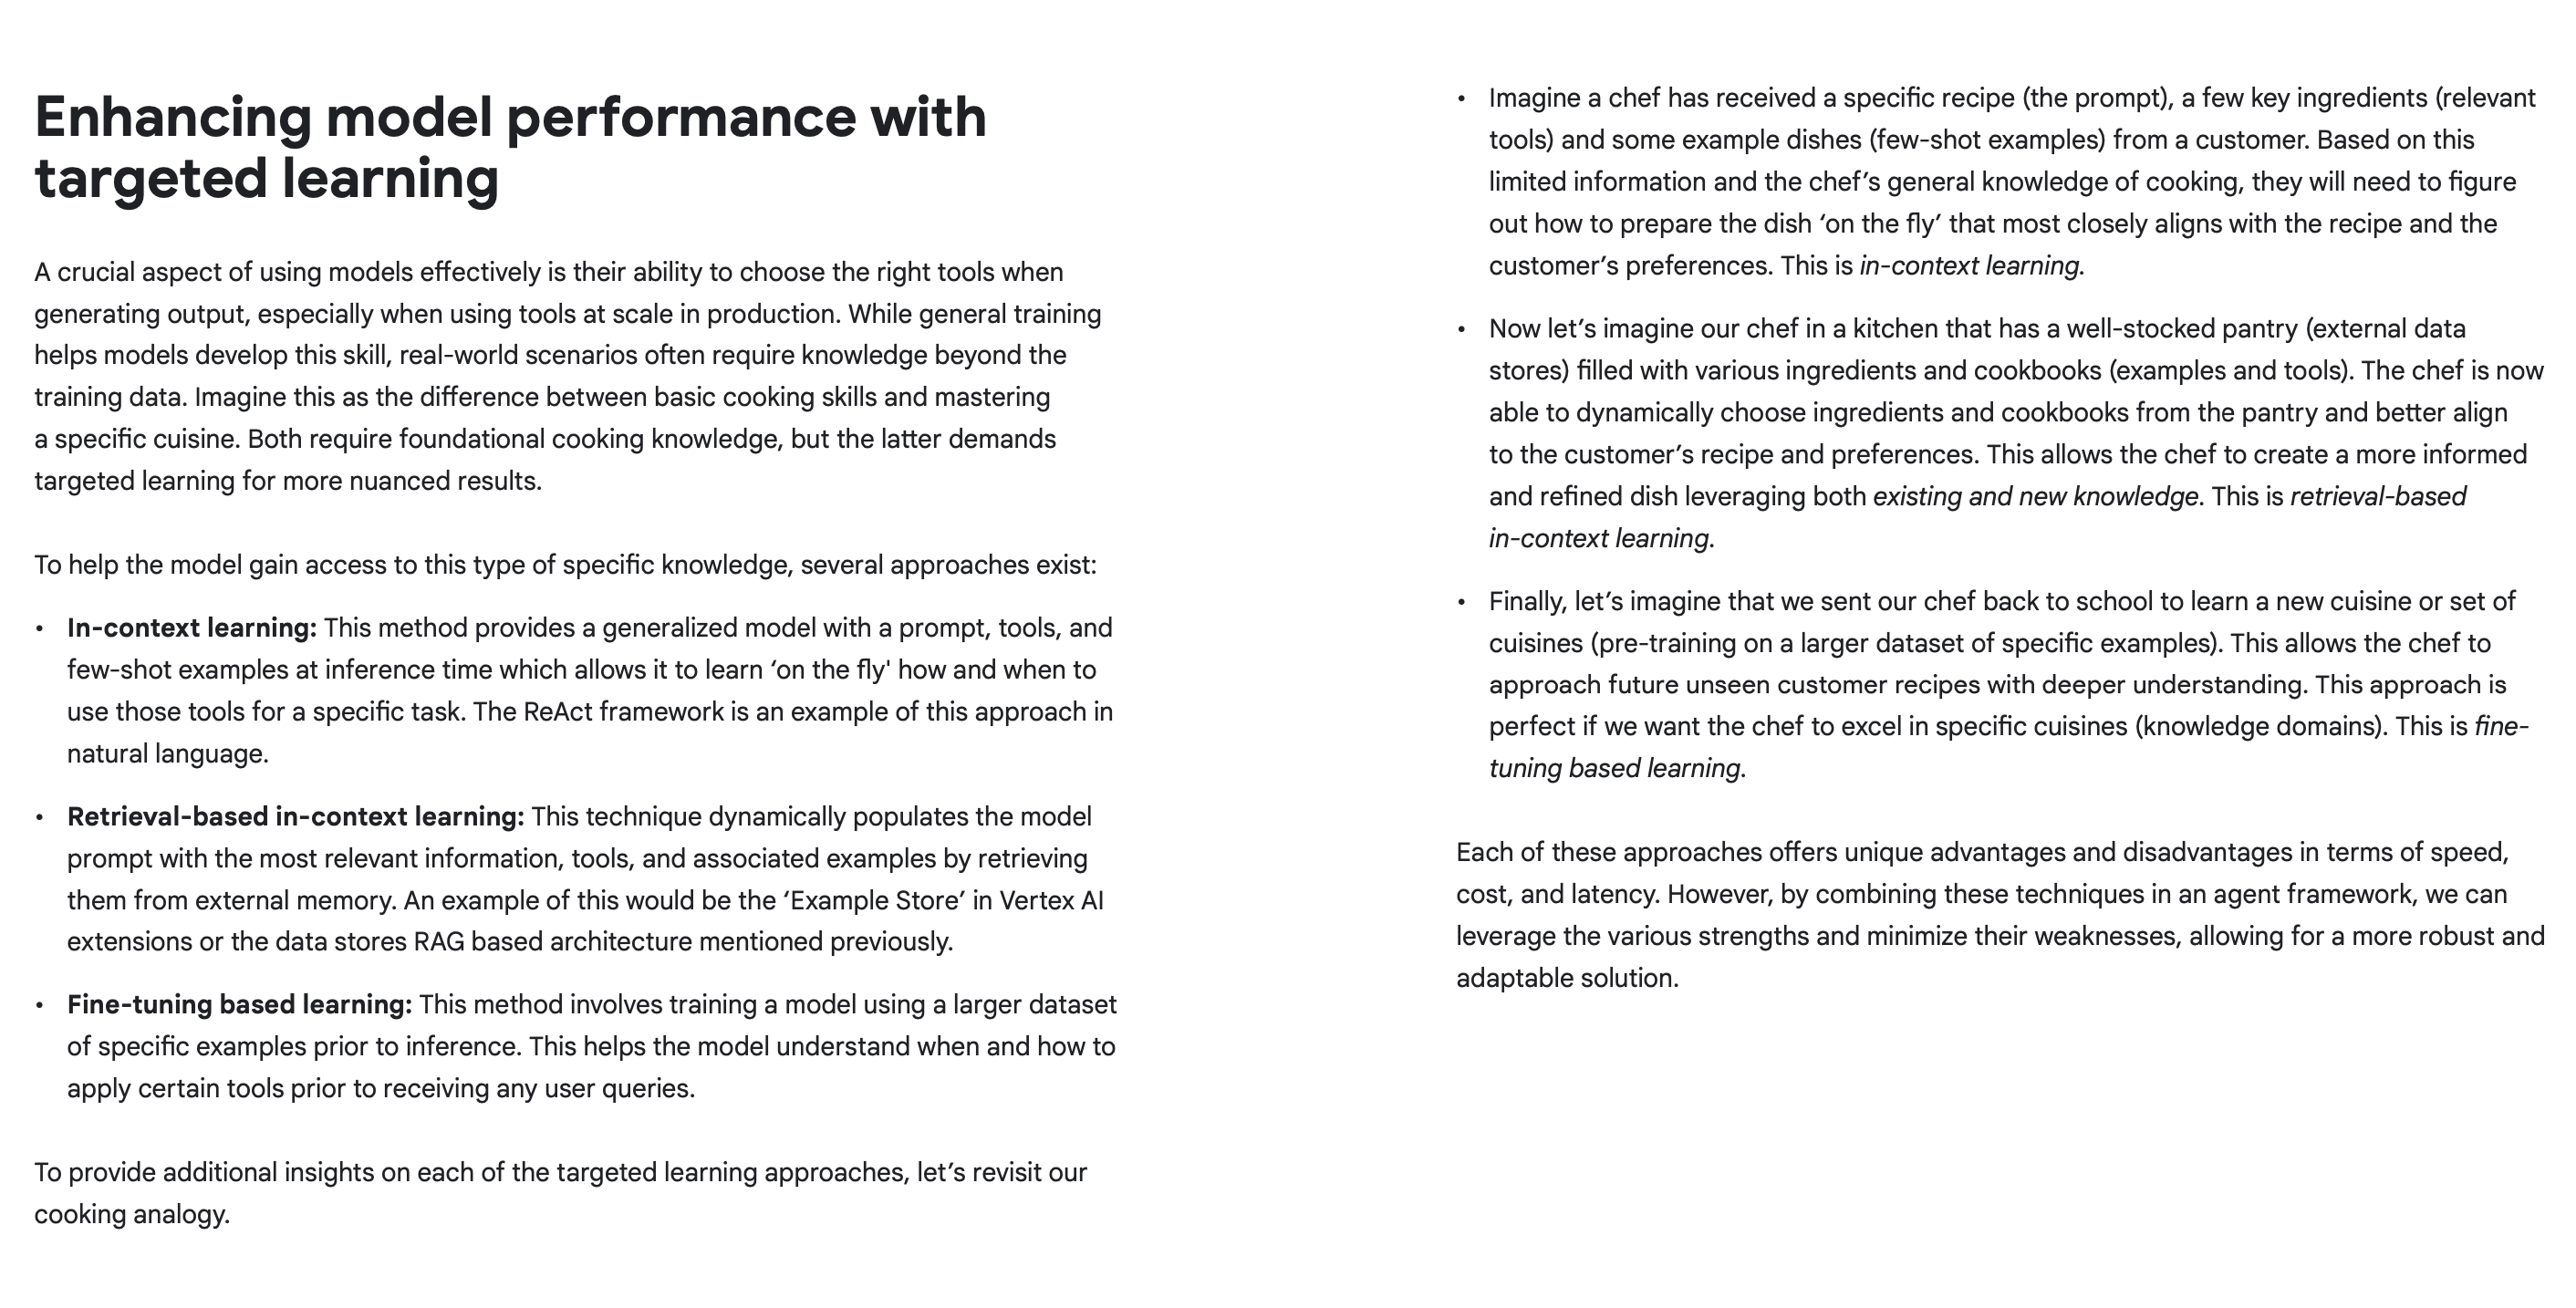 Enhancing model performance with
targeted learning
A crucial aspect of using models effectively is their ability to choose the right tools when
generating output, especially when using tools at scale in production. While general training
helps models develop this skill, real-world scenarios often require knowledge beyond the
training data. Imagine this as the difference between basic cooking skills and mastering
a specific cuisine. Both require foundational cooking knowledge, but the latter demands
targeted learning for more nuanced results.
To help the model gain access to this type of specific knowledge, several approaches exist:
• In-context learning: This method provides a generalized model with a prompt, tools, and
few-shot examples at inference time which allows it to learn ‘on the fly' how and when to
use those tools for a specific task. The ReAct framework is an example of this approach in
natural language.
• Retrieval-based in-context learning: This technique dynamically populates the model
prompt with the most relevant information, tools, and associated examples by retrieving
them from external memory. An example of this would be the ‘Example Store’ in Vertex AI
extensions or the data stores RAG based architecture mentioned previously.
• Fine-tuning based learning: This method involves training a model using a larger dataset
of specific examples prior to inference. This helps the model understand when and how to
apply certain tools prior to receiving any user queries.
To provide additional insights on each of the targeted learning approaches, let’s revisit our
cooking analogy.
• Imagine a chef has received a specific recipe (the prompt), a few key ingredients (relevant
tools) and some example dishes (few-shot examples) from a customer. Based on this
limited information and the chef’s general knowledge of cooking, they will need to figure
out how to prepare the dish ‘on the fly’ that most closely aligns with the recipe and the
customer’s preferences. This is in-context learning.
• Now let’s imagine our chef in a kitchen that has a well-stocked pantry (external data
stores) filled with various ingredients and cookbooks (examples and tools). The chef is now
able to dynamically choose ingredients and cookbooks from the pantry and better align
to the customer’s recipe and preferences. This allows the chef to create a more informed
and refined dish leveraging both existing and new knowledge. This is retrieval-based
in-context learning.
• Finally, let’s imagine that we sent our chef back to school to learn a new cuisine or set of
cuisines (pre-training on a larger dataset of specific examples). This allows the chef to
approach future unseen customer recipes with deeper understanding. This approach is
perfect if we want the chef to excel in specific cuisines (knowledge domains). This is fine-
tuning based learning.
Each of these approaches offers unique advantages and disadvantages in terms of speed,
cost, and latency. However, by combining these techniques in an agent framework, we can
leverage the various strengths and minimize their weaknesses, allowing for a more robust and
adaptable solution.